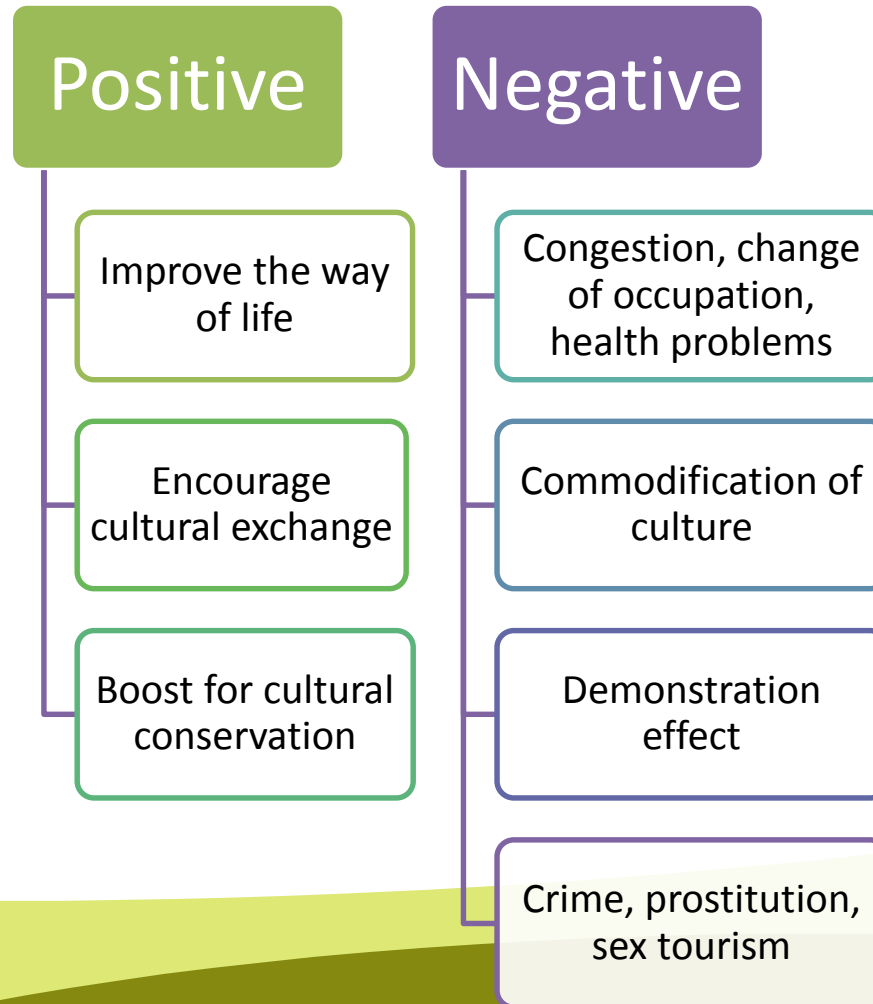 Positive
Improve the way
of life
Encourage
cultural exchange
Boost for cultural
conservation
Negative
Congestion, change
of occupation,
health problems
Commodification of
culture
Demonstration
effect
Crime, prostitution,
sex tourism